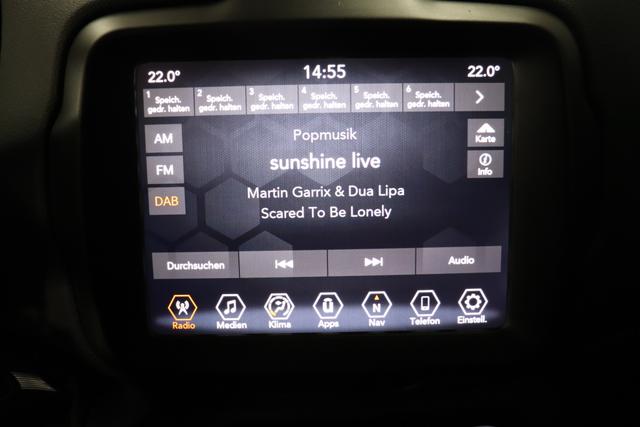 22.0° 14:55 22.0°
1 2 3 4 5 6
Speich. Speich. Speich. Speich. Speich. Speich.
gedr. halten gedr. halten gedr. halten gedr. halten gedr. halten gedr. halten
AM Popmusik Karte
sunshine live
FM Info
Martin Garrix & Dua Lipa
DAB
Scared To Be Lonely
Durchsuchen Audio
N
Radio Medien Klima Apps Nav Telefon Einstell.